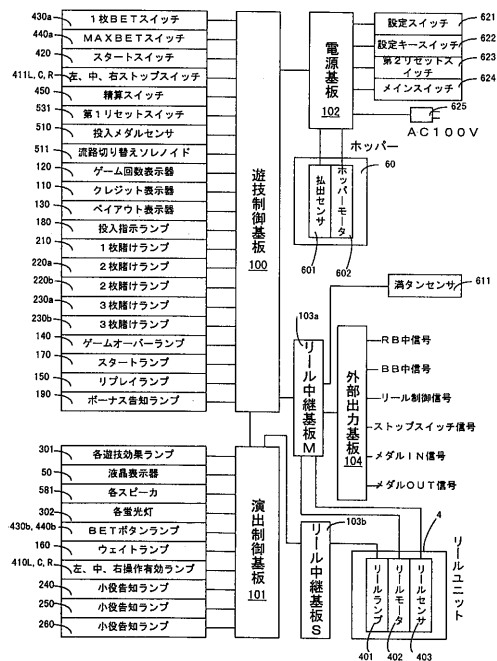 430a １枚ＢＥＴスイッチ
440a ＭＡＸＢＥＴスイッチ
420 スタートスイッチ
411L, C, R 左、中、右ストップスイッチ
450 精算スイッチ
531 第１リセットスイッチ
510 投入メダルセンサ
511 流路切り替えソレノイド
120 ゲーム回数表示器
110 クレジット表示器
130 ペイアウト表示器
180 投入指示ランプ
210 １枚賭けランプ
220a ２枚賭けランプ
220b ２枚賭けランプ
230a ３枚賭けランプ
230b ３枚賭けランプ
140 ゲームオーバーランプ
170 スタートランプ
150 リプレイランプ
190 ボーナス告知ランプ
遊技制御基板
100
301 各遊技効果ランプ
50 液晶表示器
581 各スピーカ
302 各蛍光灯
430b, 440b ＢＥＴボタンランプ
160 ウェイトランプ
410L, C, R 左、中、右操作有効ランプ
240 小役告知ランプ
250 小役告知ランプ
260 小役告知ランプ
演出制御基板
101
電源基板
102
設定スイッチ 621
設定キースイッチ 622
第２リセットスイッチ 623
メインスイッチ 624
625
ＡＣ１００Ｖ
ホッパー
60
払出センサ
ホッパーモータ
601 602
満タンセンサ 611
103a
リール中継基板Ｍ
外部出力基板
104
ＲＢ中信号
ＢＢ中信号
リール制御信号
ストップスイッチ信号
メダルＩＮ信号
メダルＯＵＴ信号
103b
リール中継基板Ｓ
4
リールユニット
リールランプ
リールモータ
リールセンサ
401 402 403